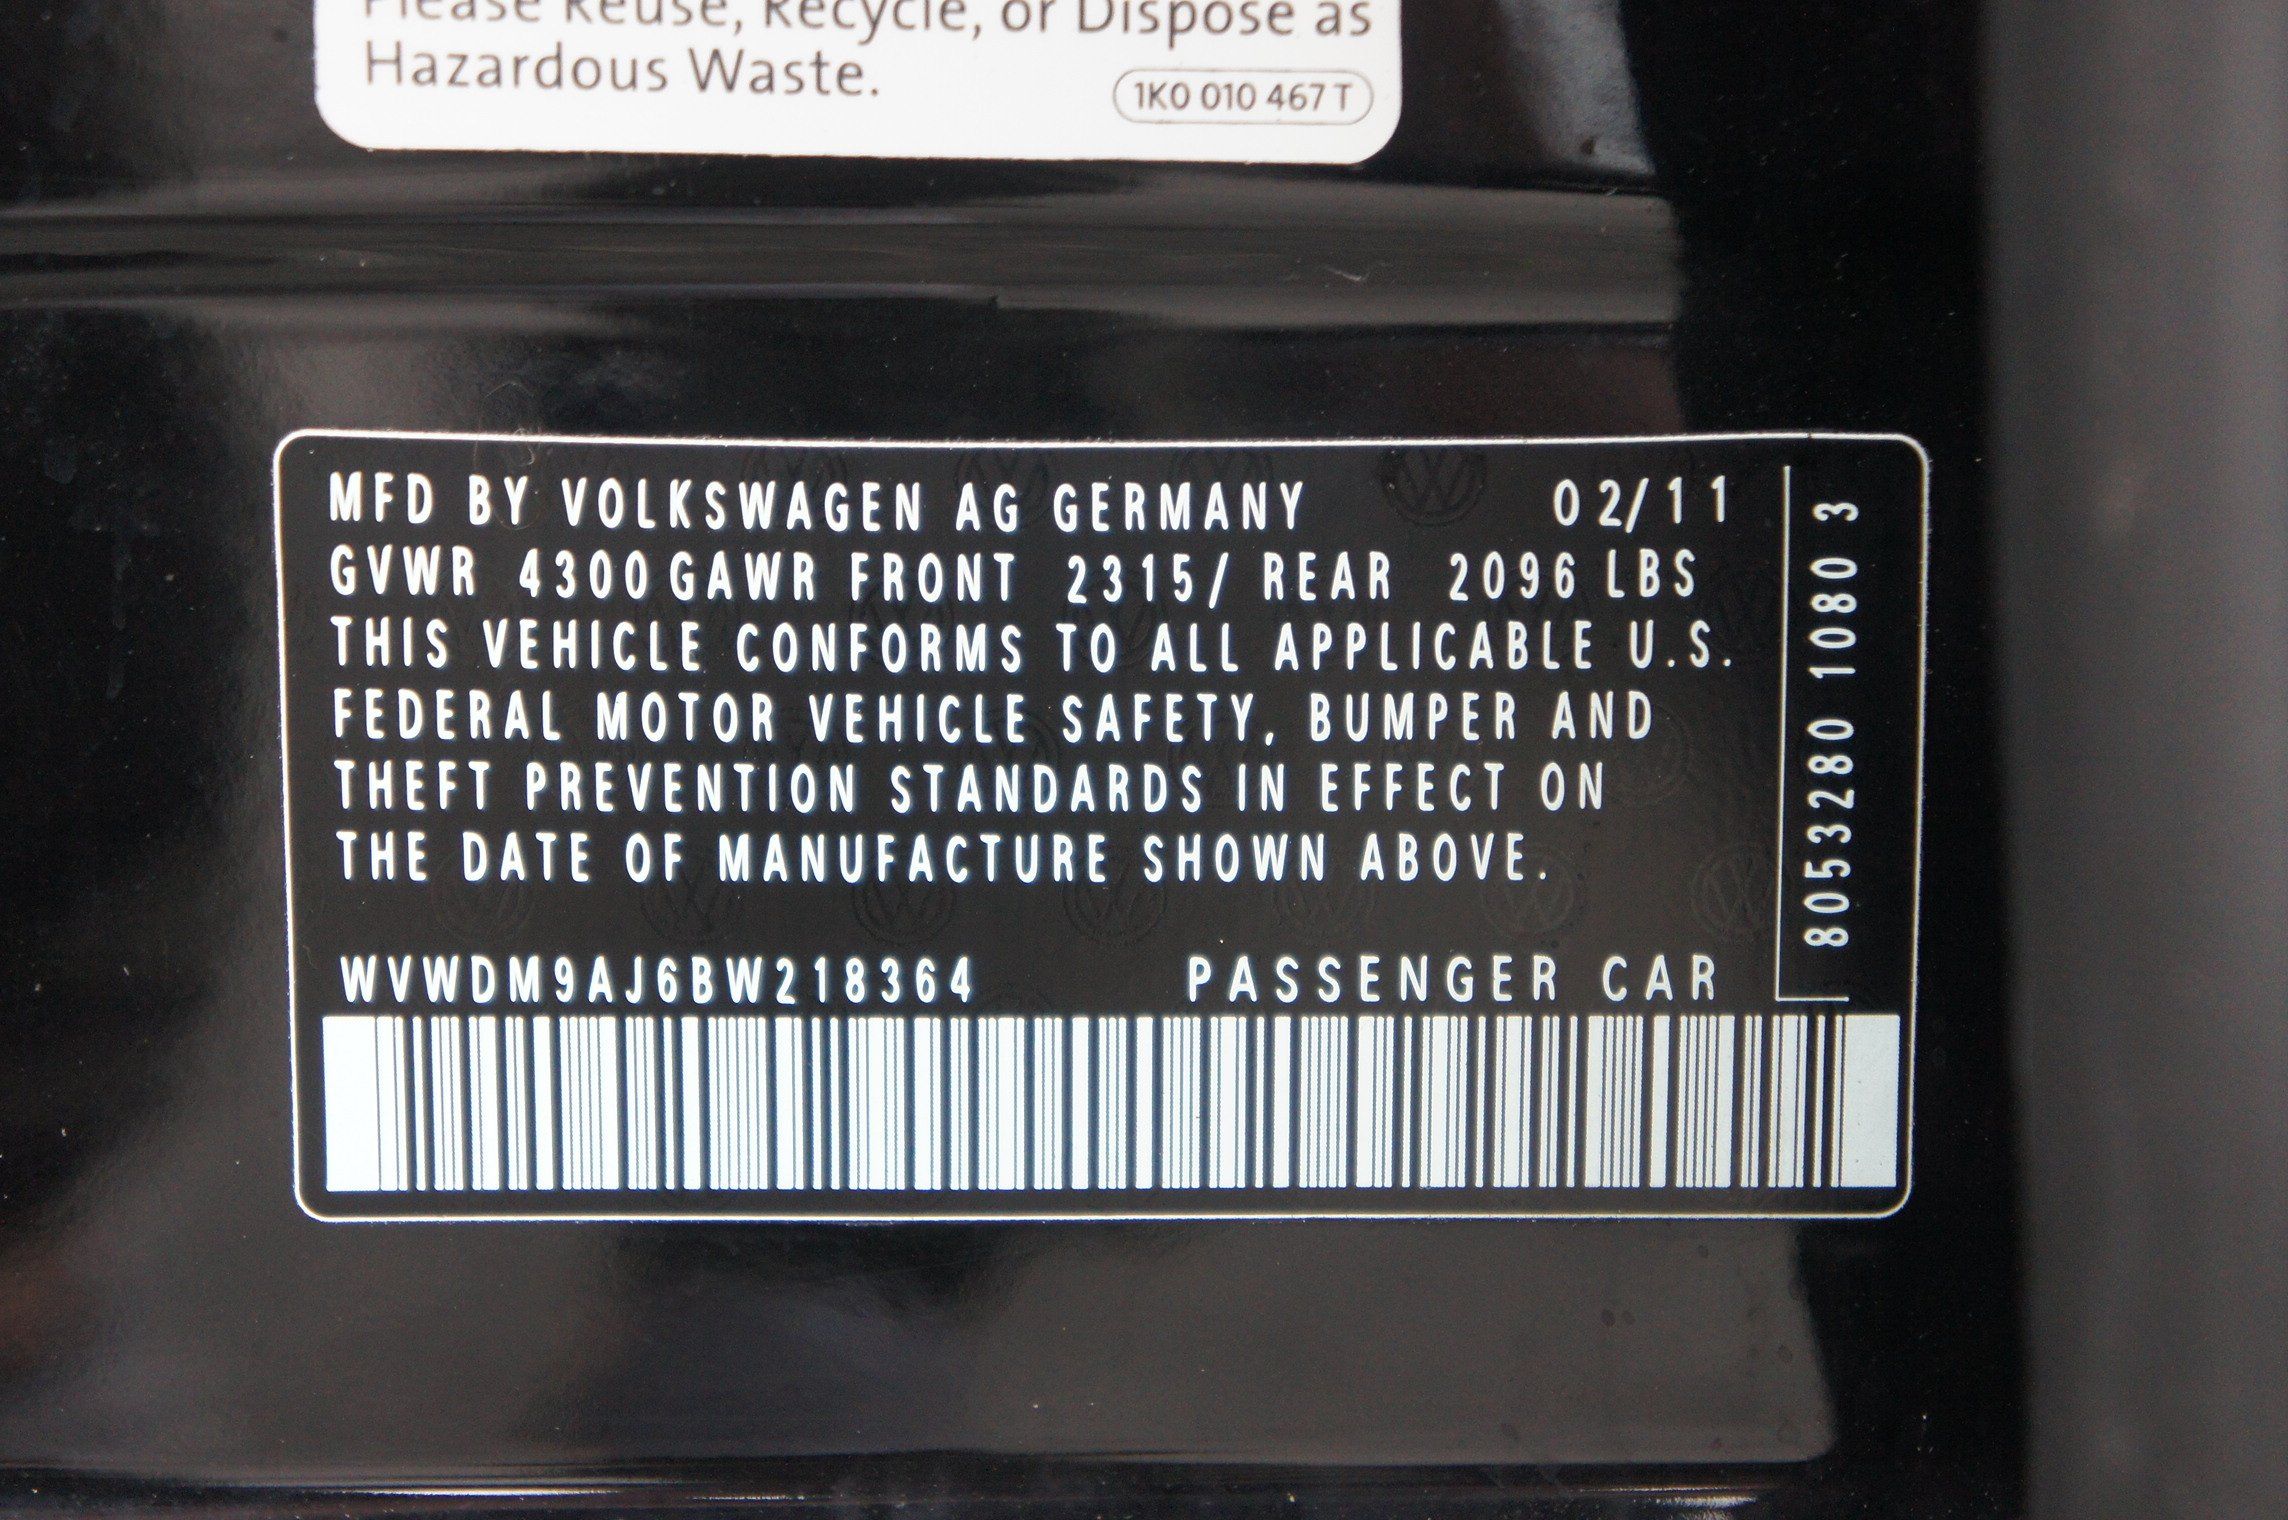 Please Reuse, Recycle, or Dispose as
Hazardous Waste.
1K0 010 467 T
MFD BY VOLKSWAGEN AG GERMANY 02/11
GVWR 4300 GAWR FRONT 2315/ REAR 2096 LBS
THIS VEHICLE CONFORMS TO ALL APPLICABLE U.S.
FEDERAL MOTOR VEHICLE SAFETY, BUMPER AND
THEFT PREVENTION STANDARDS IN EFFECT ON
THE DATE OF MANUFACTURE SHOWN ABOVE.
WVWDM9AJ6BW218364 PASSENGER CAR
8053280 1080 3